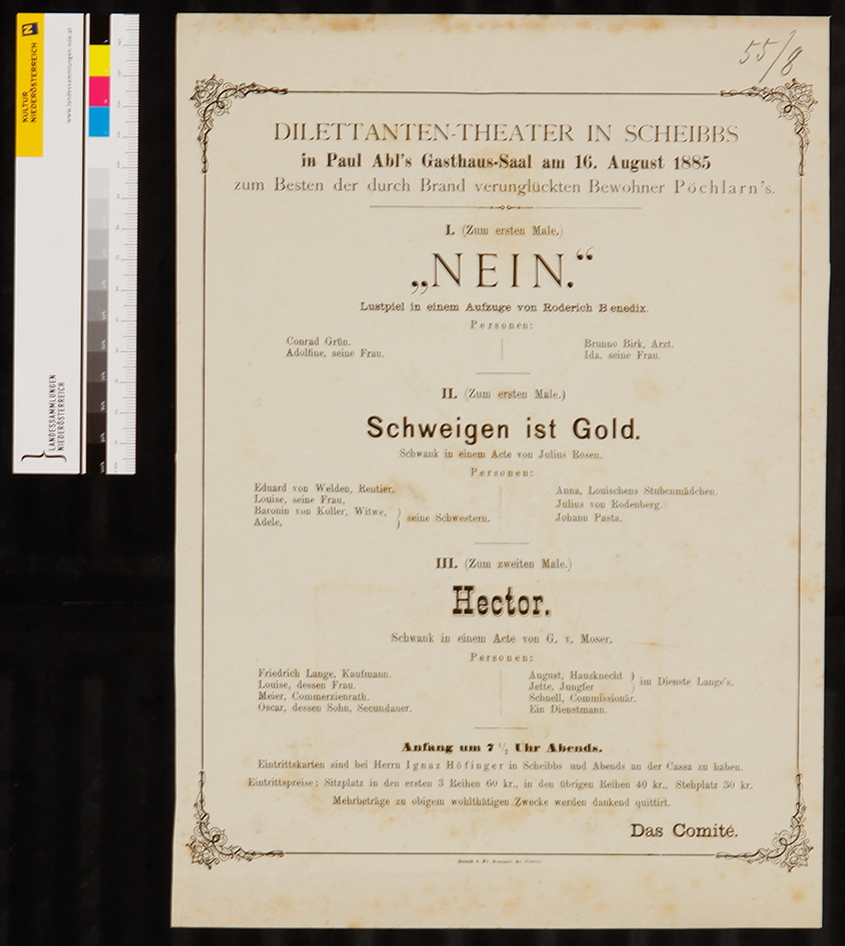 55/8
DILETTANTEN-THEATER IN SCHEIBBS
in Paul Abl's Gasthaus-Saal am 16. August 1885
zum Besten der durch Brand verunglückten Bewohner Pöchlarn's.
I. (Zum ersten Male.)
„NEIN.“
Lustspiel in einem Aufzuge von Roderich Benedix.
Personen:
Conrad Grün. Brunno Birk, Arzt.
Adolfine, seine Frau. Ida, seine Frau.
II. (Zum ersten Male.)
Schweigen ist Gold.
Schwank in einem Acte von Julius Rosen.
Personen:
Eduard von Welden, Rentier. Anna, Louischens Stubenmädchen.
Louise, seine Frau. Julius von Rodenberg.
Baronin von Koller, Witwe, } seine Schwestern. Johann Pasta.
Adele,
III. (Zum zweiten Male.)
Hector.
Schwank in einem Acte von G. v. Moser.
Personen:
Friedrich Lange, Kaufmann. August, Hausknecht } im Dienste Lange's.
Louise, dessen Frau. Jette, Jungfer
Meier, Commerzienrath. Schnell, Commissionär.
Oscar, dessen Sohn, Secundaner. Ein Dienstmann.
Anfang um 7 1/2 Uhr Abends.
Eintrittskarten sind bei Herrn Ignaz Höfinger in Scheibbs und Abends an der Cassa zu haben.
Eintrittspreise: Sitzplatz in den ersten 3 Reihen 60 kr., in den übrigen Reihen 40 kr., Stehplatz 30 kr.
Mehrbeträge zu obigem wohlthätigen Zwecke werden dankend quittirt.
Das Comité.
KULTUR
NIEDERÖSTERREICH
www.landessammlungen-noe.at
LANDESSAMMLUNGEN
NIEDERÖSTERREICH